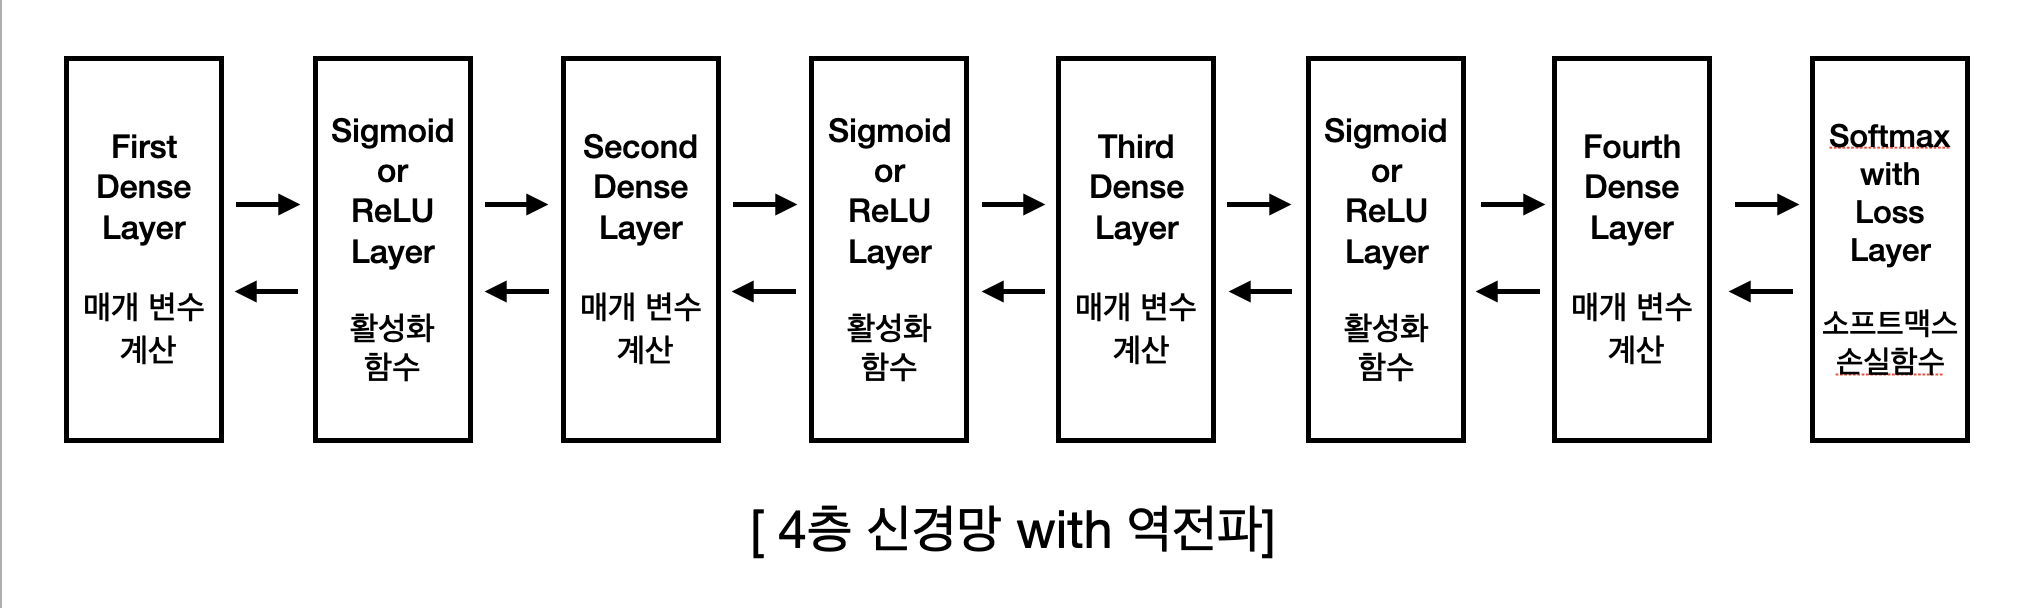 First
Dense
Layer
매개 변수
계산
Sigmoid
or
ReLU
Layer
활성화
함수
Second
Dense
Layer
매개 변수
계산
Sigmoid
or
ReLU
Layer
활성화
함수
Third
Dense
Layer
매개 변수
계산
Sigmoid
or
ReLU
Layer
활성화
함수
Fourth
Dense
Layer
매개 변수
계산
Softmax
with
Loss
Layer
소프트맥스
손실함수
[ 4층 신경망 with 역전파]